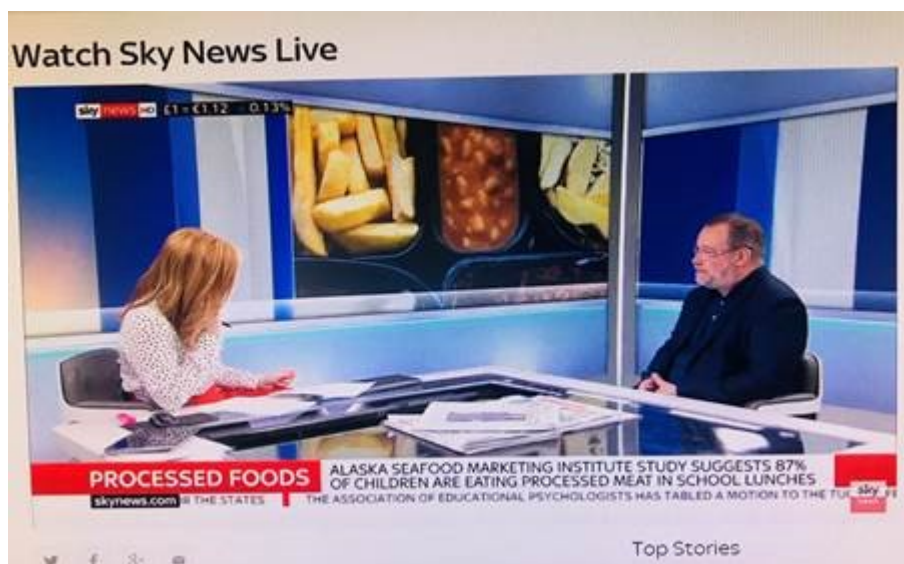 Watch Sky News Live
sky news HD £1 = €1.12 0.13%
PROCESSED FOODS
ALASKA SEAFOOD MARKETING INSTITUTE STUDY SUGGESTS 87%
OF CHILDREN ARE EATING PROCESSED MEAT IN SCHOOL LUNCHES
skynews.com R THE STATES THE ASSOCIATION OF EDUCATIONAL PSYCHOLOGISTS HAS TABLED A MOTION TO THE
sky
Top Stories